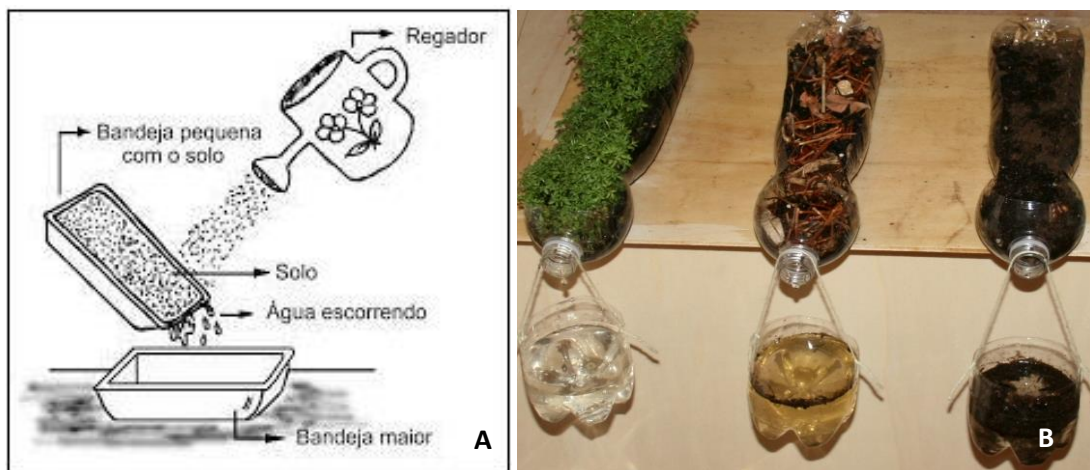 Regador
Bandeja pequena
com o solo
Solo
Água escorrendo
Bandeja maior
A
B